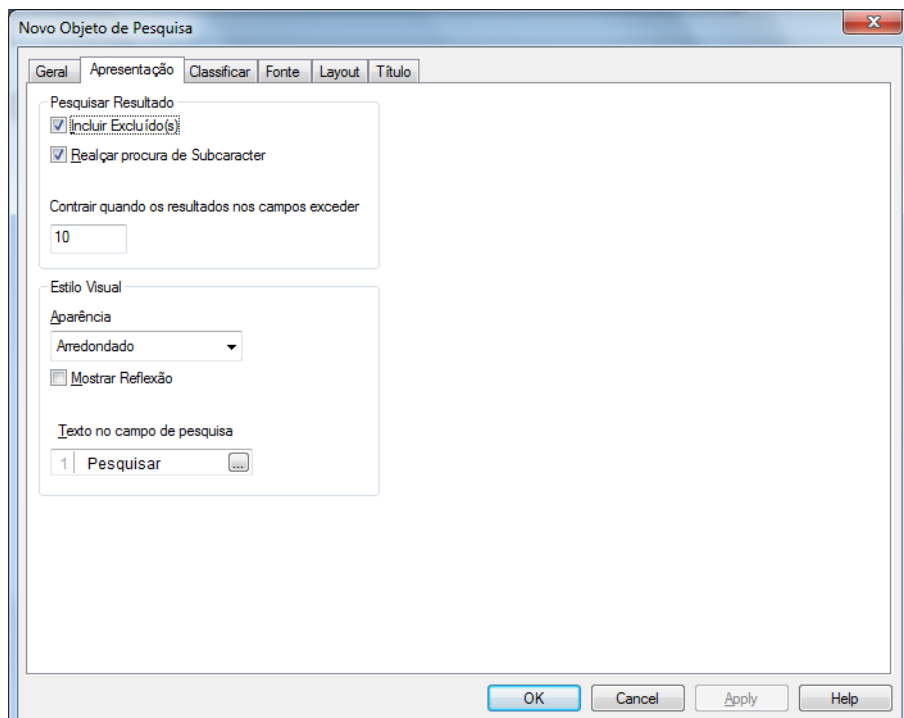 Novo Objeto de Pesquisa
Geral Apresentação Classificar Fonte Layout Título
Pesquisar Resultado
Incluir Excluído(s)
Realçar procura de Subcaracter
Contrair quando os resultados nos campos exceder
10
Estilo Visual
Aparência
Arredondado
Mostrar Reflexão
Texto no campo de pesquisa
1 Pesquisar ...
OK Cancel Apply Help